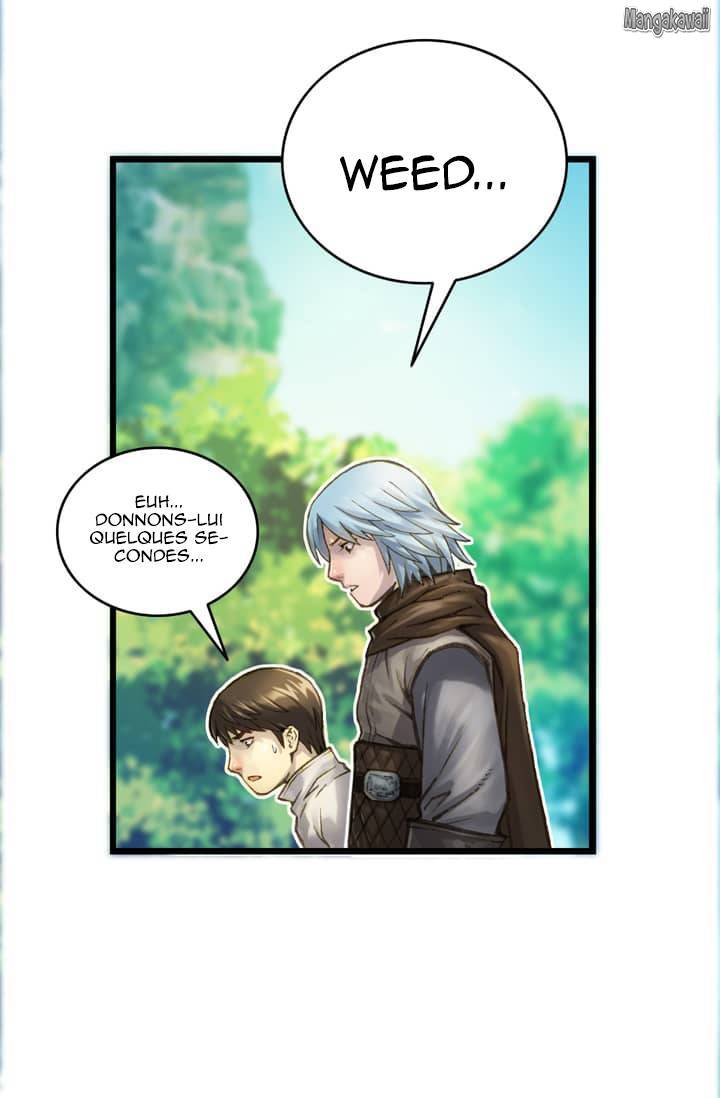 Mangakawaii
WEED...
EUH...
DONNONS-LUI
QUELQUES SE-
CONDES...